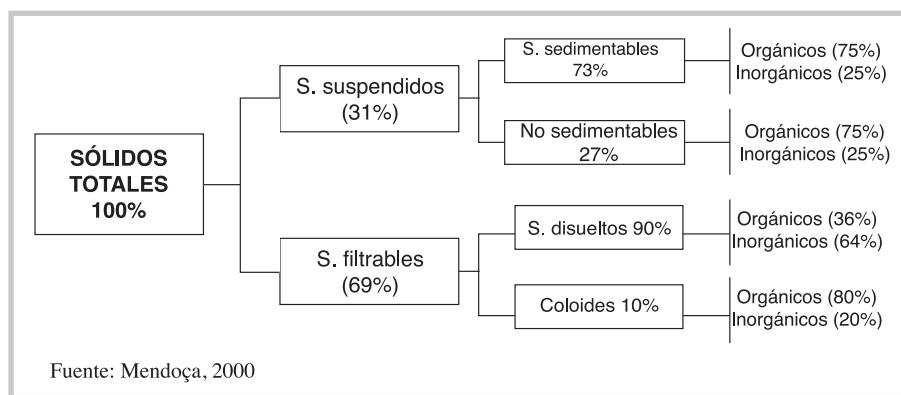 SÓLIDOS
TOTALES
100%
S. suspendidos
(31%)
S. sedimentables
73%
Orgánicos (75%)
Inorgánicos (25%)
No sedimentables
27%
Orgánicos (75%)
Inorgánicos (25%)
S. filtrables
(69%)
S. disueltos 90%
Orgánicos (36%)
Inorgánicos (64%)
Coloides 10%
Orgánicos (80%)
Inorgánicos (20%)
Fuente: Mendoça, 2000